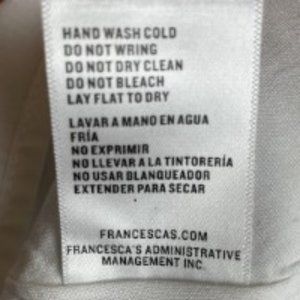 HAND WASH COLD
DO NOT WRING
DO NOT DRY CLEAN
DO NOT BLEACH
LAY FLAT TO DRY
LAVAR A MANO EN AGUA
FRÍA
NO EXPRIMIR
NO LLEVAR A LA TINTORERÍA
NO USAR BLANQUEADOR
EXTENDER PARA SECAR
FRANCESCAS.COM
FRANCESCA'S ADMINISTRATIVE
MANAGEMENT INC.